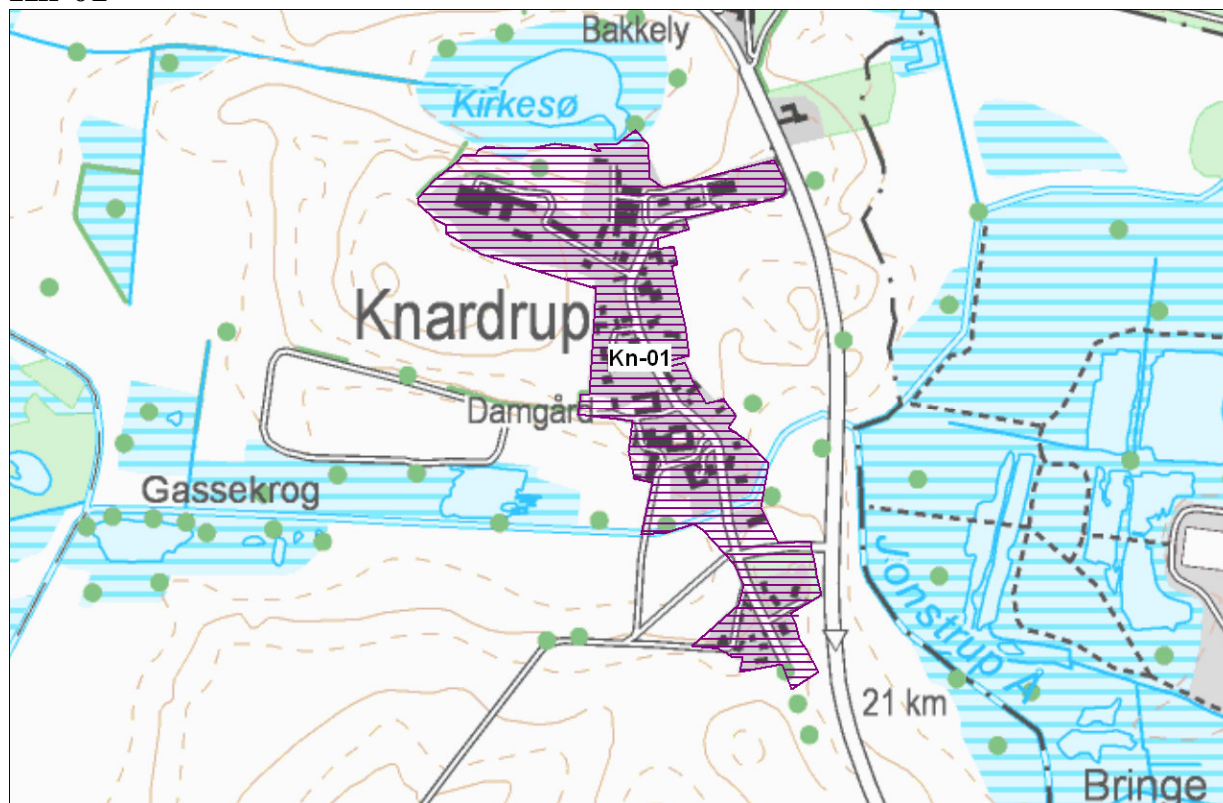 Bakkely
Kirkesø
Knardrup
Kn-01
Damgård
Gassekrog
Jonstrup Å
21 km
Bringe